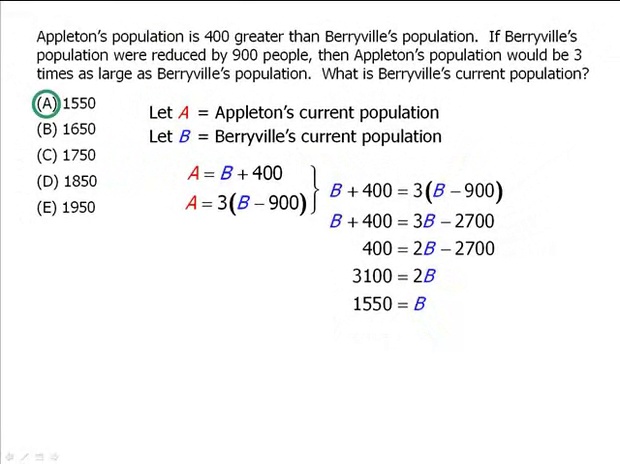 Appleton's population is 400 greater than Berryville's population.  If Berryville's
population were reduced by 900 people, then Appleton's population would be 3
times as large as Berryville's population.  What is Berryville's current population?
(A) 1550
(B) 1650
(C) 1750
(D) 1850
(E) 1950
Let A = Appleton's current population
Let B = Berryville's current population
A = B + 400
A = 3(B – 900)
B + 400 = 3(B – 900)
B + 400 = 3B – 2700
400 = 2B – 2700
3100 = 2B
1550 = B